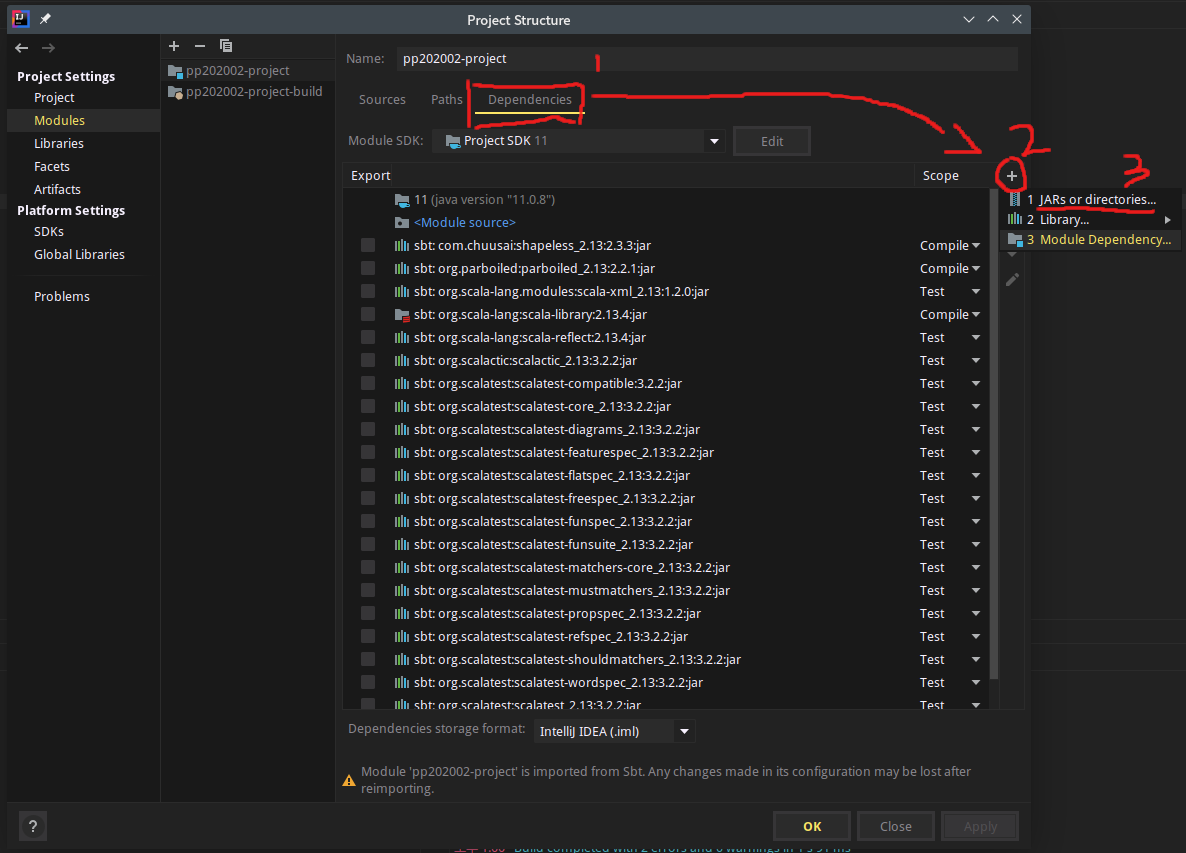 Project Structure
Project Settings
Project
Modules
Libraries
Facets
Artifacts
Platform Settings
SDKs
Global Libraries
Problems
pp202002-project
pp202002-project-build
Name: pp202002-project
1
Sources Paths Dependencies
2
Module SDK: Project SDK 11 Edit
3
Export Scope
1 JARs or directories...
2 Library...
3 Module Dependency...
11 (java version "11.0.8")
<Module source>
sbt: com.chuusai:shapeless_2.13:2.3.3:jar Compile
sbt: org.parboiled:parboiled_2.13:2.2.1:jar Compile
sbt: org.scala-lang.modules:scala-xml_2.13:1.2.0:jar Test
sbt: org.scala-lang:scala-library:2.13.4:jar Compile
sbt: org.scala-lang:scala-reflect:2.13.4:jar Test
sbt: org.scalactic:scalactic_2.13:3.2.2:jar Test
sbt: org.scalatest:scalatest-compatible:3.2.2:jar Test
sbt: org.scalatest:scalatest-core_2.13:3.2.2:jar Test
sbt: org.scalatest:scalatest-diagrams_2.13:3.2.2:jar Test
sbt: org.scalatest:scalatest-featurespec_2.13:3.2.2:jar Test
sbt: org.scalatest:scalatest-flatspec_2.13:3.2.2:jar Test
sbt: org.scalatest:scalatest-freespec_2.13:3.2.2:jar Test
sbt: org.scalatest:scalatest-funspec_2.13:3.2.2:jar Test
sbt: org.scalatest:scalatest-funsuite_2.13:3.2.2:jar Test
sbt: org.scalatest:scalatest-matchers-core_2.13:3.2.2:jar Test
sbt: org.scalatest:scalatest-mustmatchers_2.13:3.2.2:jar Test
sbt: org.scalatest:scalatest-propspec_2.13:3.2.2:jar Test
sbt: org.scalatest:scalatest-refspec_2.13:3.2.2:jar Test
sbt: org.scalatest:scalatest-shouldmatchers_2.13:3.2.2:jar Test
sbt: org.scalatest:scalatest-wordspec_2.13:3.2.2:jar Test
sbt: org.scalatest:scalatest_2.13:3.2.2:jar Test
Dependencies storage format: IntelliJ IDEA (.iml)
Module 'pp202002-project' is imported from Sbt. Any changes made in its configuration may be lost after
reimporting.
? OK Close Apply
Build completed with 2 errors and 0 warnings in